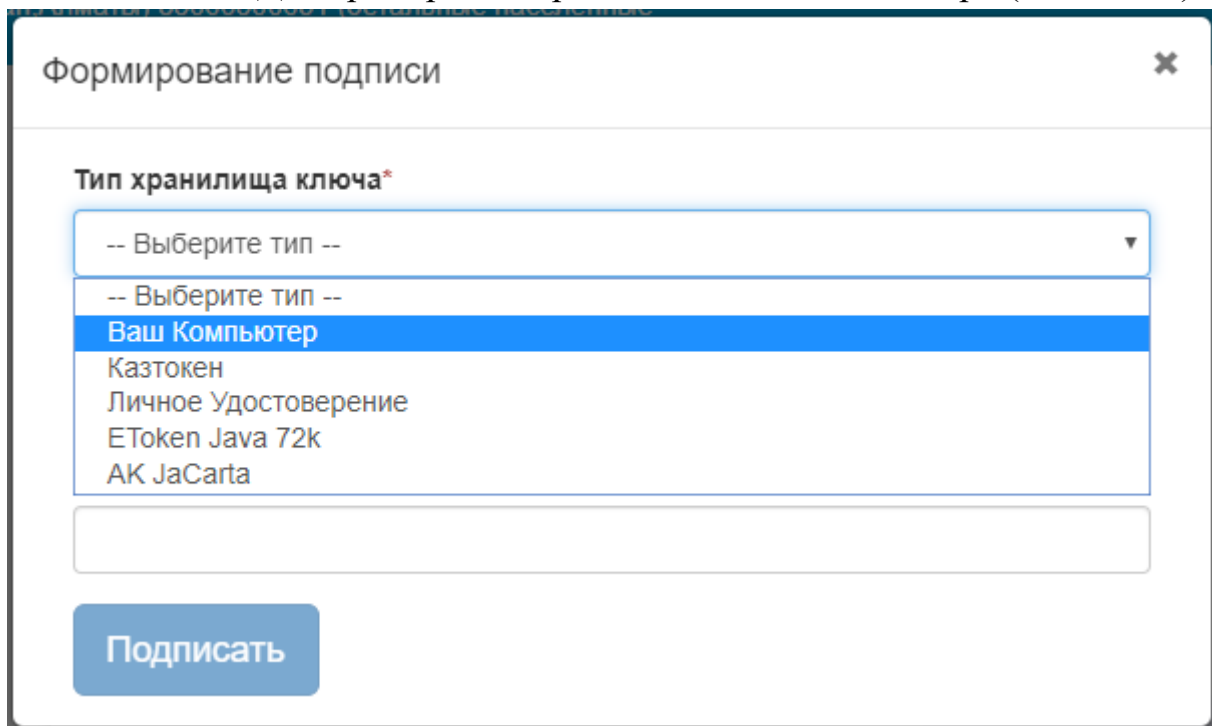 Формирование подписи
Тип хранилища ключа*
-- Выберите тип --
-- Выберите тип --
Ваш Компьютер
Казтокен
Личное Удостоверение
EToken Java 72k
AK JaCarta
Подписать